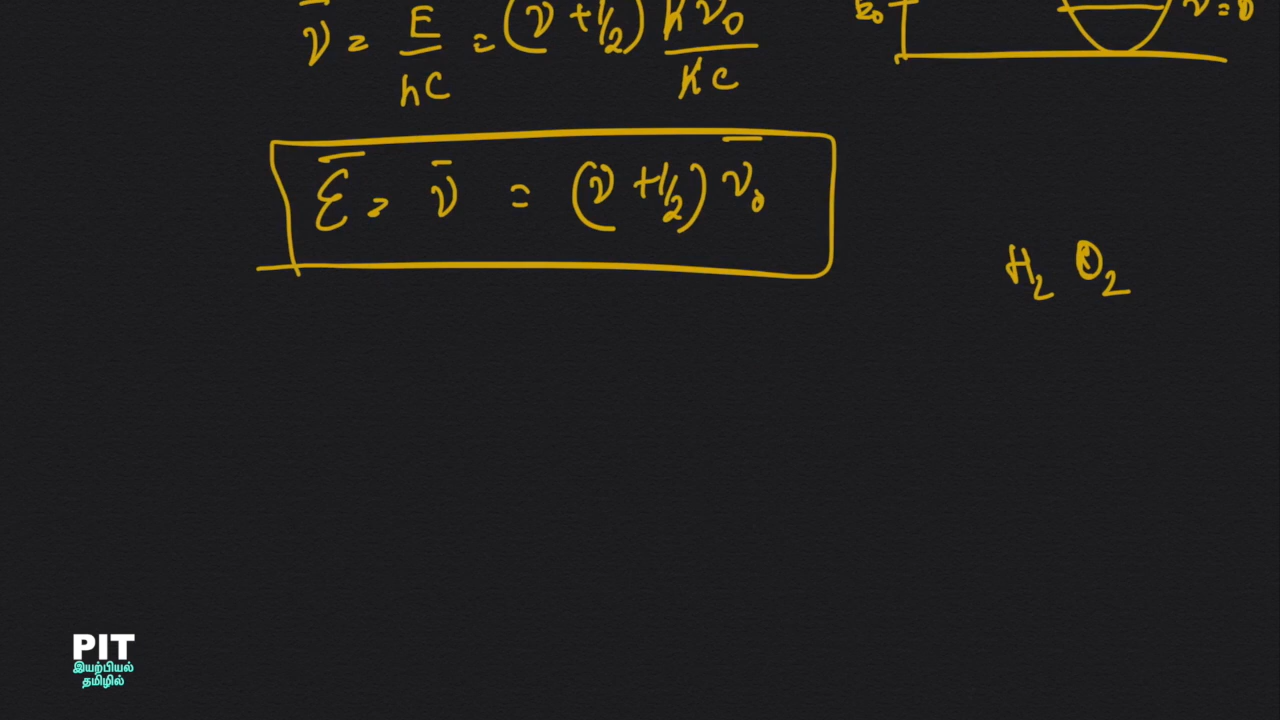 ν̄ = E/hc = (ν + 1/2) hν₀/hc
E₀
ν = 0
ε̄ = ν̄ = (ν + 1/2) ν̄₀
H₂ O₂
PIT
இயற்பியல்
தமிழில்